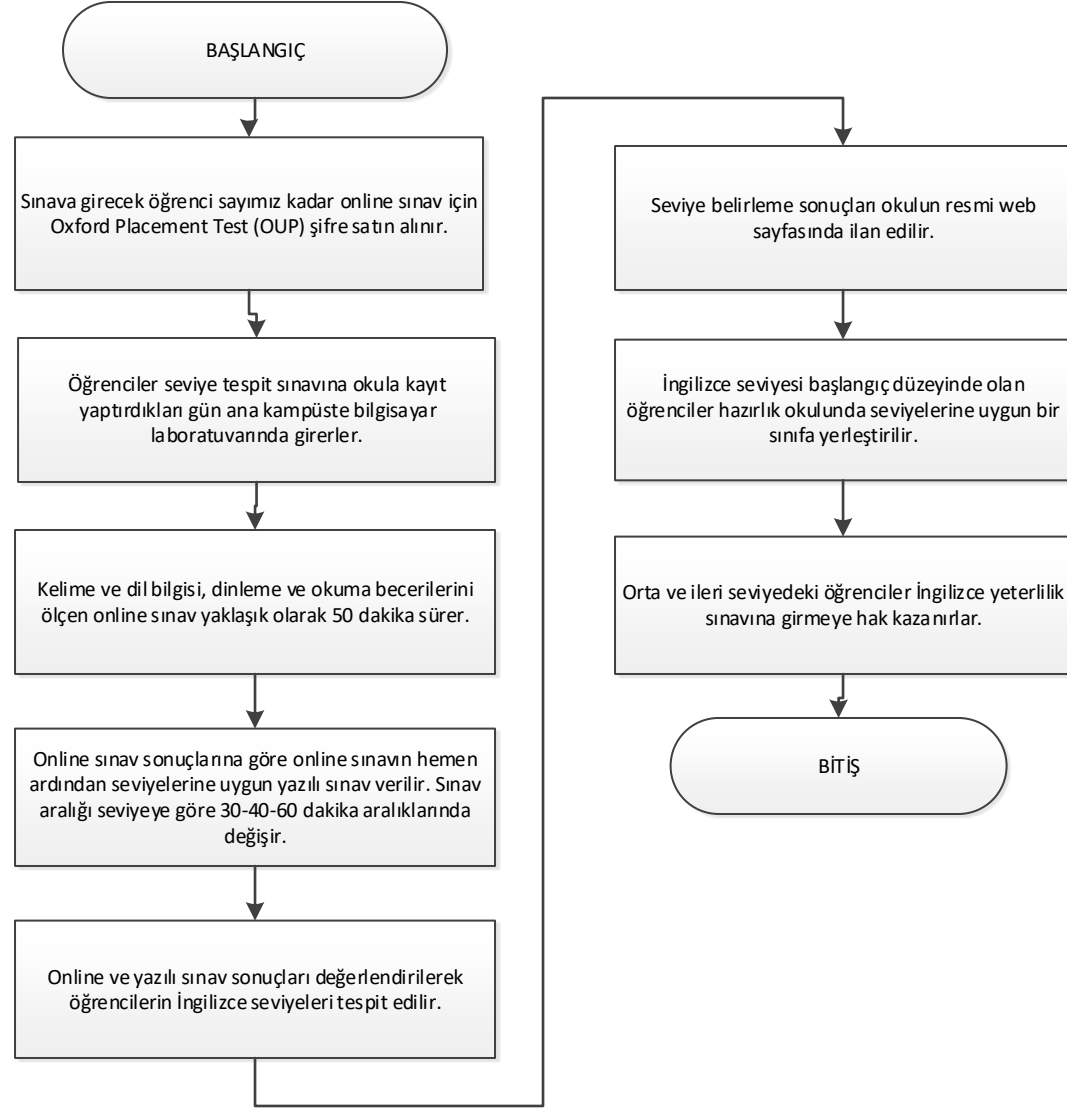 BAŞLANGIÇ
Sınava girecek öğrenci sayımız kadar online sınav için
Oxford Placement Test (OUP) şifre satın alınır.
Öğrenciler seviye tespit sınavına okula kayıt
yaptırdıkları gün ana kampüste bilgisayar
laboratuvarında girerler.
Kelime ve dil bilgisi, dinleme ve okuma becerilerini
ölçen online sınav yaklaşık olarak 50 dakika sürer.
Online sınav sonuçlarına göre online sınavın hemen
ardından seviyelerine uygun yazılı sınav verilir. Sınav
aralığı seviyeye göre 30-40-60 dakika aralıklarında
değişir.
Online ve yazılı sınav sonuçları değerlendirilerek
öğrencilerin İngilizce seviyeleri tespit edilir.
Seviye belirleme sonuçları okulun resmi web
sayfasında ilan edilir.
İngilizce seviyesi başlangıç düzeyinde olan
öğrenciler hazırlık okulunda seviyelerine uygun bir
sınıfa yerleştirilir.
Orta ve ileri seviyedeki öğrenciler İngilizce yeterlilik
sınavına girmeye hak kazanırlar.
BİTİŞ